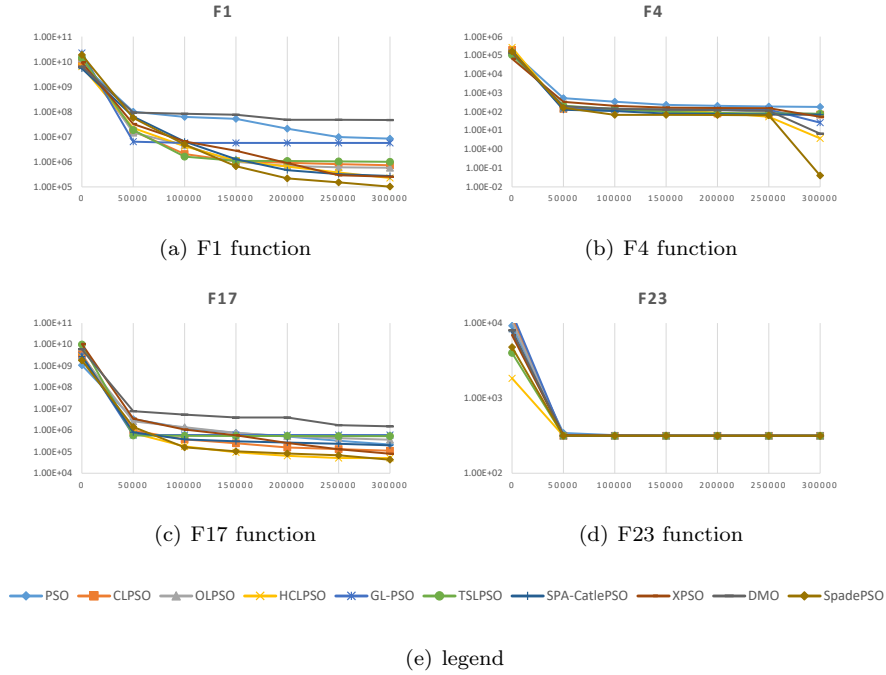 F1
1.00E+11
1.00E+10
1.00E+09
1.00E+08
1.00E+07
1.00E+06
1.00E+05
0 50000 100000 150000 200000 250000 300000
(a) F1 function
F4
1.00E+06
1.00E+05
1.00E+04
1.00E+03
1.00E+02
1.00E+01
1.00E+00
1.00E-01
1.00E-02
0 50000 100000 150000 200000 250000 300000
(b) F4 function
F17
1.00E+11
1.00E+10
1.00E+09
1.00E+08
1.00E+07
1.00E+06
1.00E+05
1.00E+04
0 50000 100000 150000 200000 250000 300000
(c) F17 function
F23
1.00E+04
1.00E+03
1.00E+02
0 50000 100000 150000 200000 250000 300000
(d) F23 function
PSO CLPSO OLPSO HCLPSO GL-PSO TSLPSO SPA-CatlePSO XPSO DMO SpadePSO
(e) legend